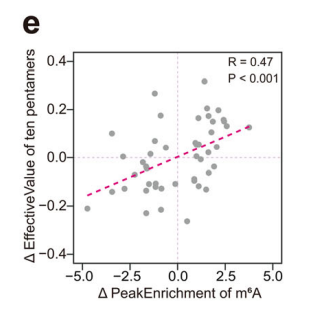 e
R = 0.47
P < 0.001
Δ EffectiveValue of ten pentamers
0.4
0.2
0.0
−0.2
−0.4
−5.0 −2.5 0.0 2.5 5.0
Δ PeakEnrichment of m⁶A